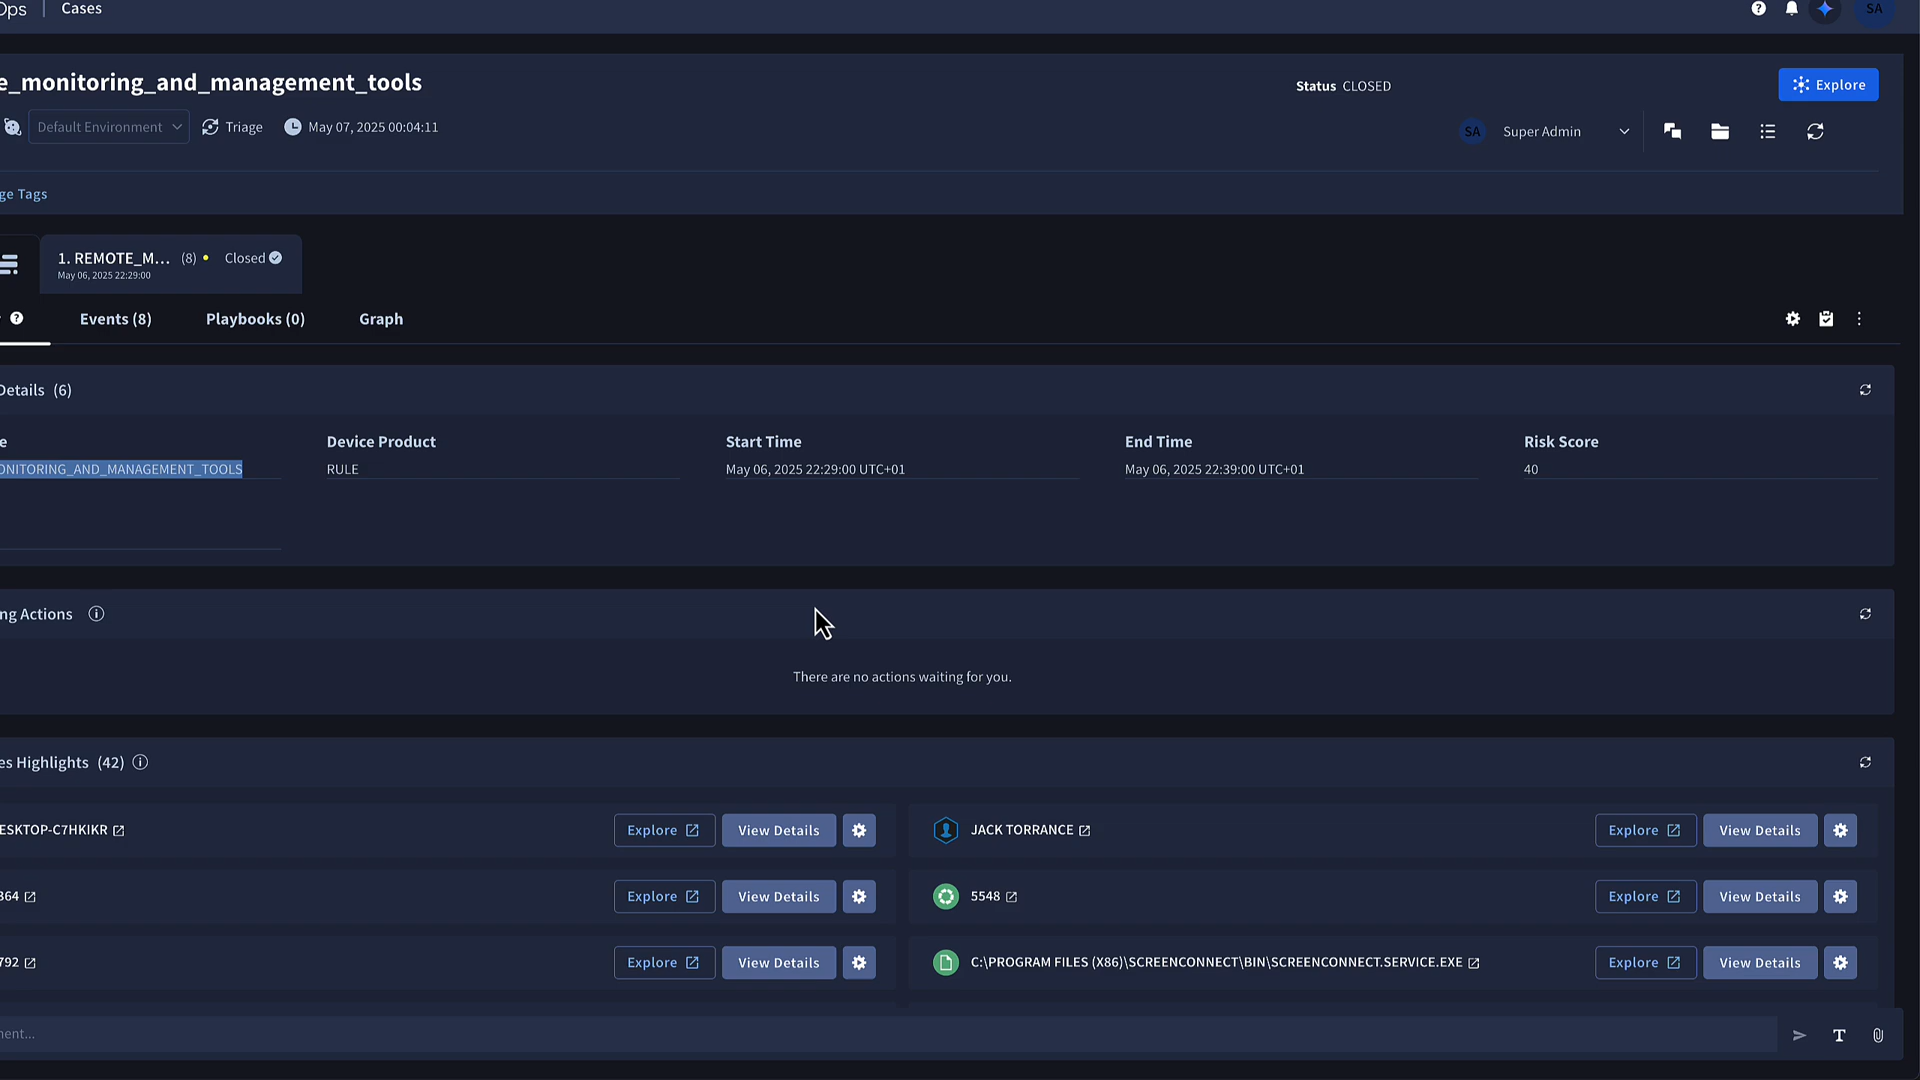 Ops | Cases
SA
e_monitoring_and_management_tools
Status CLOSED
Explore
Default Environment
Triage
May 07, 2025 00:04:11
SA Super Admin
ge Tags
1. REMOTE_M... (8) Closed
May 06, 2025 22:29:00
Events (8) Playbooks (0) Graph
Details (6)
e Device Product Start Time End Time Risk Score
ONITORING_AND_MANAGEMENT_TOOLS RULE May 06, 2025 22:29:00 UTC+01 May 06, 2025 22:39:00 UTC+01 40
ng Actions
There are no actions waiting for you.
es Highlights (42)
ESKTOP-C7HKIKR Explore View Details JACK TORRANCE Explore View Details
364 Explore View Details 5548 Explore View Details
792 Explore View Details C:\PROGRAM FILES (X86)\SCREENCONNECT\BIN\SCREENCONNECT.SERVICE.EXE Explore View Details
ent...